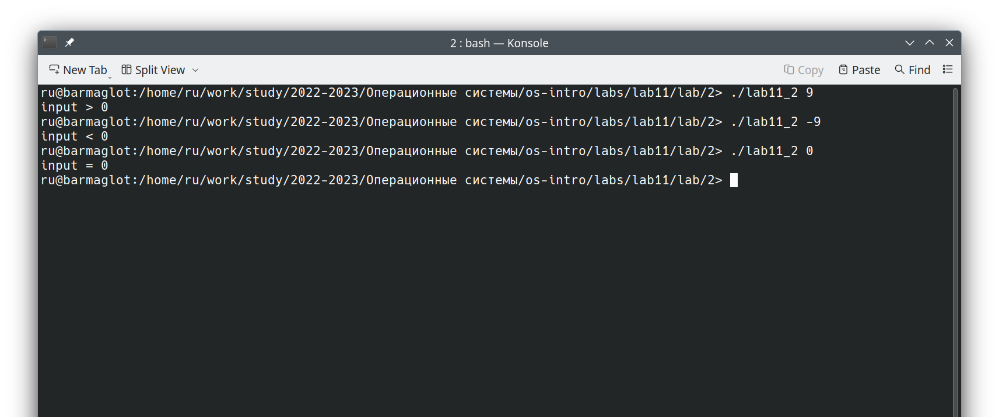 2 : bash — Konsole
New Tab Split View Copy Paste Find
ru@barmaglot:/home/ru/work/study/2022-2023/Операционные системы/os-intro/labs/lab11/lab/2> ./lab11_2 9
input > 0
ru@barmaglot:/home/ru/work/study/2022-2023/Операционные системы/os-intro/labs/lab11/lab/2> ./lab11_2 -9
input < 0
ru@barmaglot:/home/ru/work/study/2022-2023/Операционные системы/os-intro/labs/lab11/lab/2> ./lab11_2 0
input = 0
ru@barmaglot:/home/ru/work/study/2022-2023/Операционные системы/os-intro/labs/lab11/lab/2>